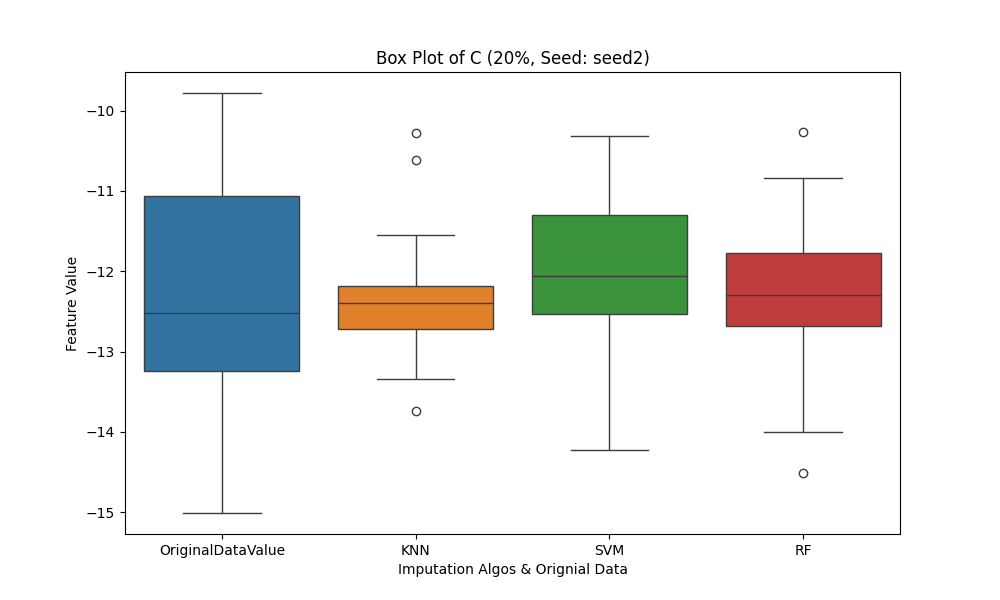 Box Plot of C (20%, Seed: seed2)
−10
−11
−12
−13
−14
−15
Feature Value
OriginalDataValue KNN SVM RF
Imputation Algos & Orignial Data